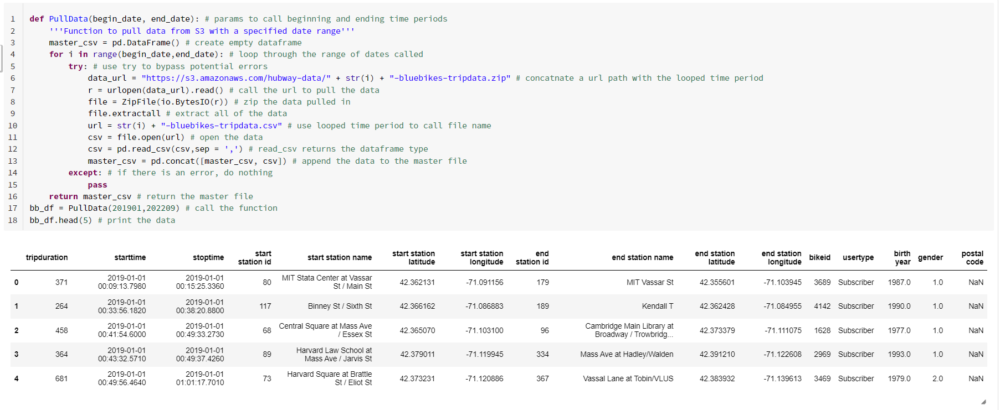 1 def PullData(begin_date, end_date): # params to call beginning and ending time periods
2 '''Function to pull data from S3 with a specified date range'''
3 master_csv = pd.DataFrame() # create empty dataframe
4 for i in range(begin_date,end_date): # loop through the range of dates called
5 try: # use try to bypass potential errors
6 data_url = "https://s3.amazonaws.com/hubway-data/" + str(i) + "-bluebikes-tripdata.zip" # concatnate a url path with the looped time period
7 r = urlopen(data_url).read() # call the url to pull the data
8 file = ZipFile(io.BytesIO(r)) # zip the data pulled in
9 file.extractall # extract all of the data
10 url = str(i) + "-bluebikes-tripdata.csv" # use looped time period to call file name
11 csv = file.open(url) # open the data
12 csv = pd.read_csv(csv,sep = ',') # read_csv returns the dataframe type
13 master_csv = pd.concat([master_csv, csv]) # append the data to the master file
14 except: # if there is an error, do nothing
15 pass
16 return master_csv # return the master file
17 bb_df = PullData(201901,202209) # call the function
18 bb_df.head(5) # print the data
tripduration starttime stoptime start station id start station name start station latitude start station longitude end station id end station name end station latitude end station longitude bikeid usertype birth year gender postal code
0 371 2019-01-01 00:09:13.7980 2019-01-01 00:15:25.3360 80 MIT Stata Center at Vassar St / Main St 42.362131 -71.091156 179 MIT Vassar St 42.355601 -71.103945 3689 Subscriber 1987.0 1.0 NaN
1 264 2019-01-01 00:33:56.1820 2019-01-01 00:38:20.8800 117 Binney St / Sixth St 42.366162 -71.086883 189 Kendall T 42.362428 -71.084955 4142 Subscriber 1990.0 1.0 NaN
2 458 2019-01-01 00:41:54.6000 2019-01-01 00:49:33.2730 68 Central Square at Mass Ave / Essex St 42.365070 -71.103100 96 Cambridge Main Library at Broadway / Trowbridg... 42.373379 -71.111075 1628 Subscriber 1977.0 1.0 NaN
3 364 2019-01-01 00:43:32.5710 2019-01-01 00:49:37.4260 89 Harvard Law School at Mass Ave / Jarvis St 42.379011 -71.119945 334 Mass Ave at Hadley/Walden 42.391210 -71.122608 2969 Subscriber 1993.0 1.0 NaN
4 681 2019-01-01 00:49:56.4640 2019-01-01 01:01:17.7010 73 Harvard Square at Brattle St / Eliot St 42.373231 -71.120886 367 Vassal Lane at Tobin/VLUS 42.383932 -71.139613 3469 Subscriber 1979.0 2.0 NaN